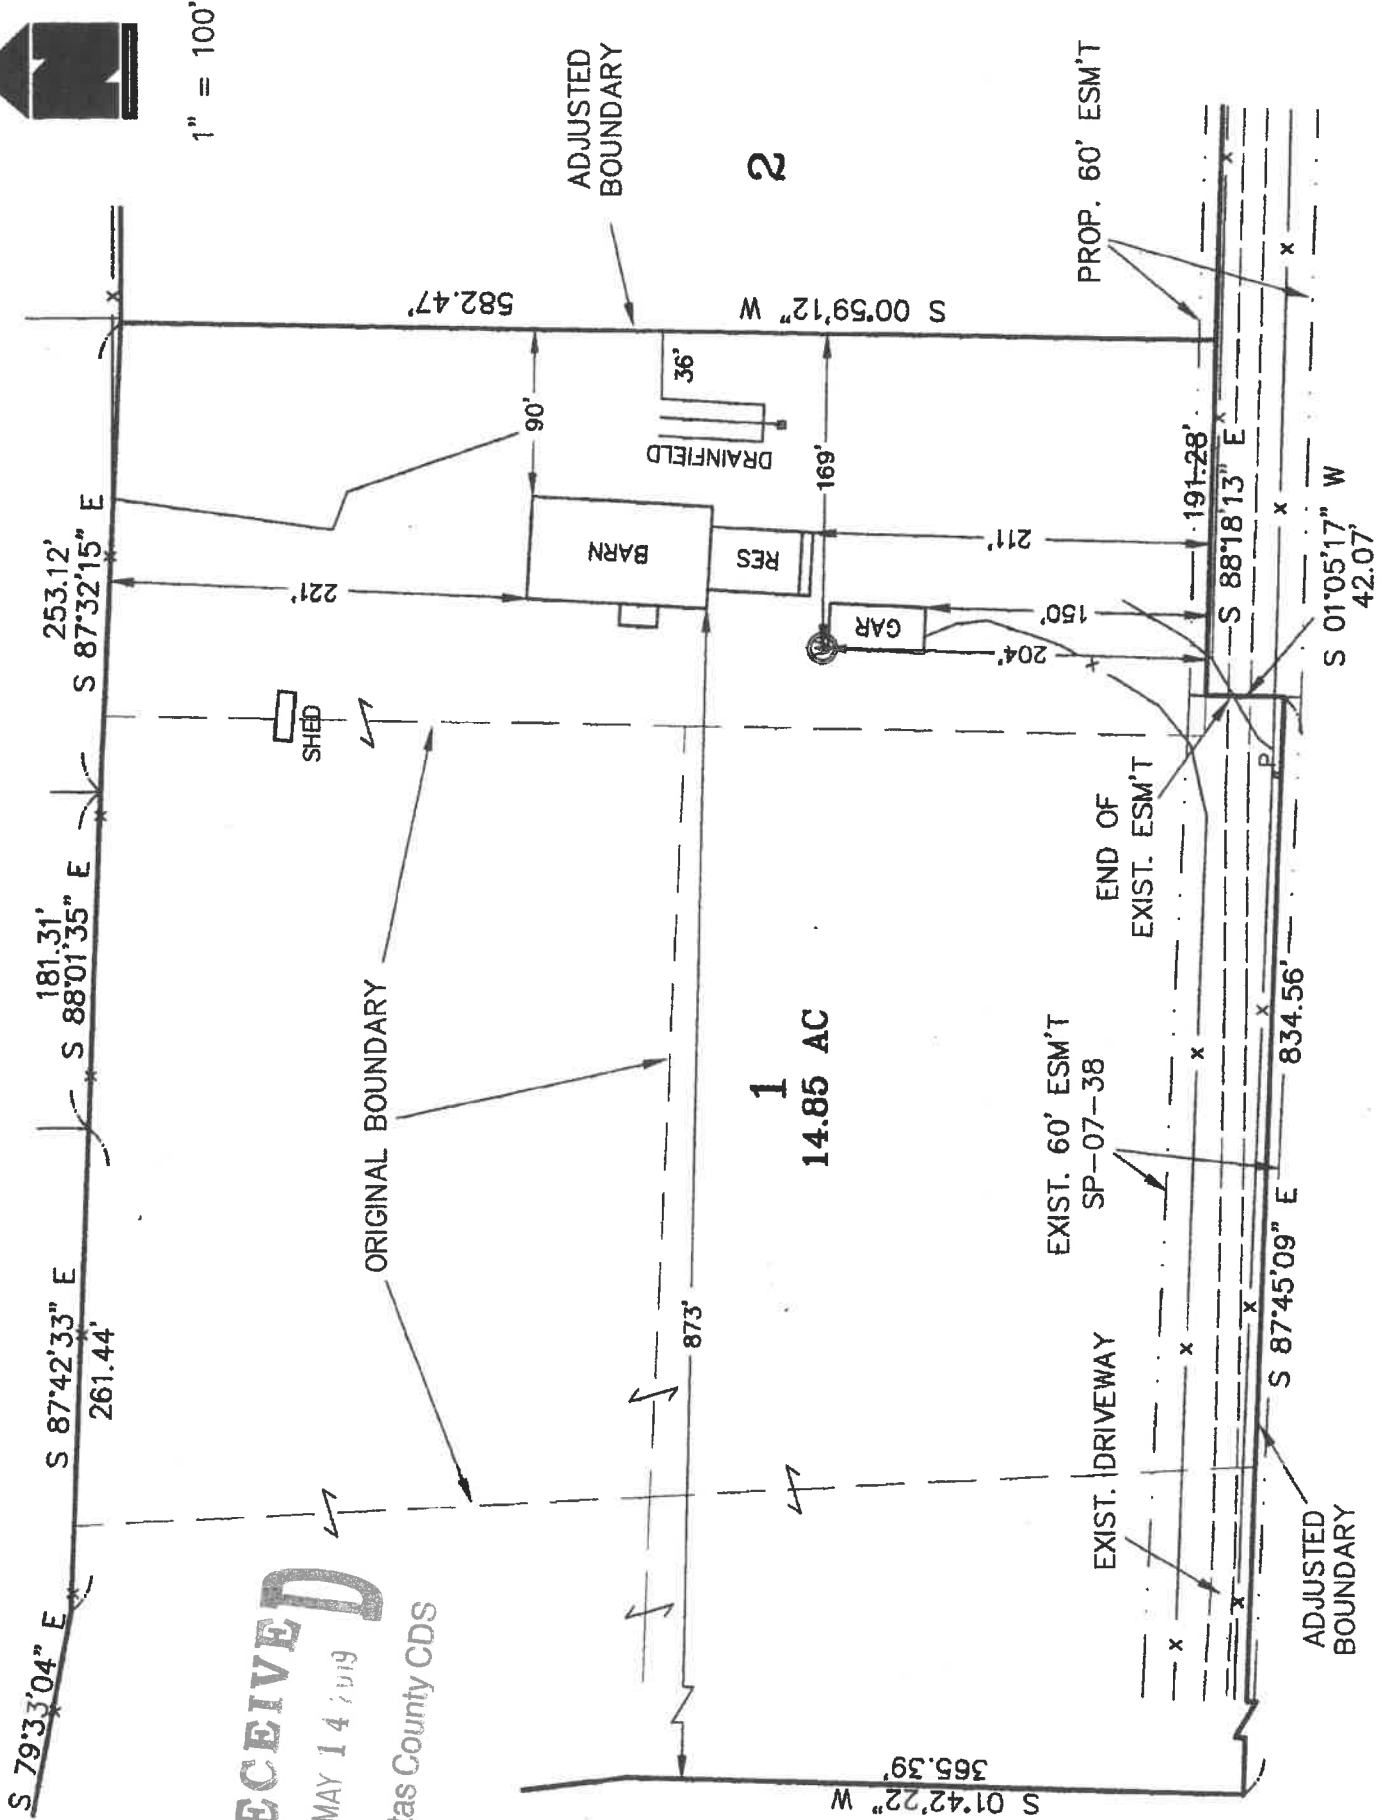 N
1" = 100'
S 79°33'04" E
S 87°42'33" E
261.44'
181.31'
S 88°01'35" E
253.12'
S 87°32'15" E
ADJUSTED
BOUNDARY
2
582.47'
S 00°59'12" W
90'
36'
DRAINFIELD
169'
BARN
RES
GAR
221'
211'
150'
204'
SHED
ORIGINAL BOUNDARY
873'
1
14.85 AC
PROP. 60' ESM'T
191.28'
S 88°18'13" E
S 01°05'17" W
42.07'
END OF
EXIST. ESM'T
P
EXIST. 60' ESM'T
SP-07-38
834.56'
S 87°45'09" E
EXIST. DRIVEWAY
ADJUSTED
BOUNDARY
365.39'
S 01°42'22" W
ECEIVED
MAY 14 2019
tas County CDS